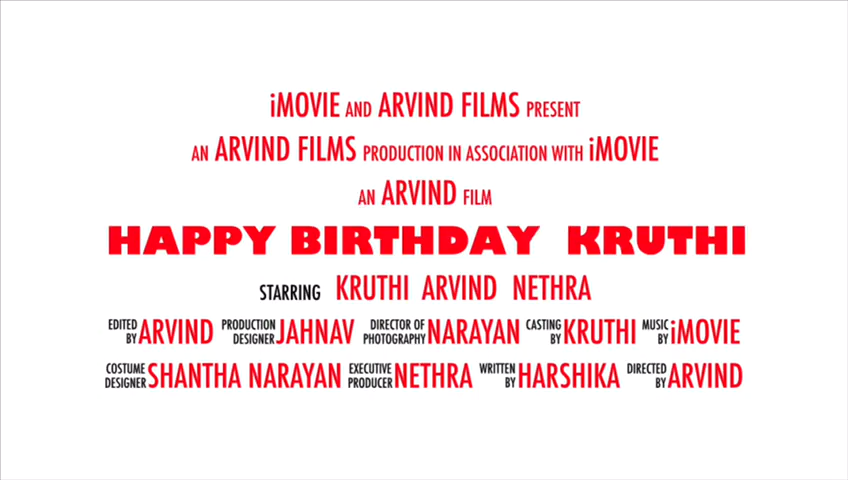 iMOVIE AND ARVIND FILMS PRESENT
AN ARVIND FILMS PRODUCTION IN ASSOCIATION WITH iMOVIE
AN ARVIND FILM
HAPPY BIRTHDAY KRUTHI
STARRING KRUTHI ARVIND NETHRA
EDITED BY ARVIND PRODUCTION DESIGNER JAHNAV DIRECTOR OF PHOTOGRAPHY NARAYAN CASTING BY KRUTHI MUSIC BY iMOVIE
COSTUME DESIGNER SHANTHA NARAYAN EXECUTIVE PRODUCER NETHRA WRITTEN BY HARSHIKA DIRECTED BY ARVIND